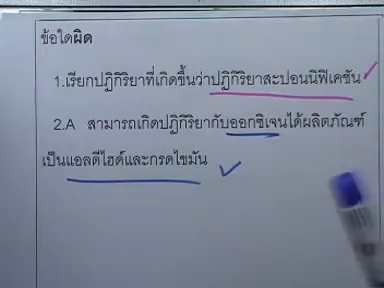 ข้อใดผิด
1.เรียกปฏิกิริยาที่เกิดขึ้นว่าปฏิกิริยาสะปอนนิฟิเคชัน
2.A สามารถเกิดปฏิกิริยากับออกซิเจนได้ผลิตภัณฑ์
เป็นแอลดีไฮด์และกรดไขมัน